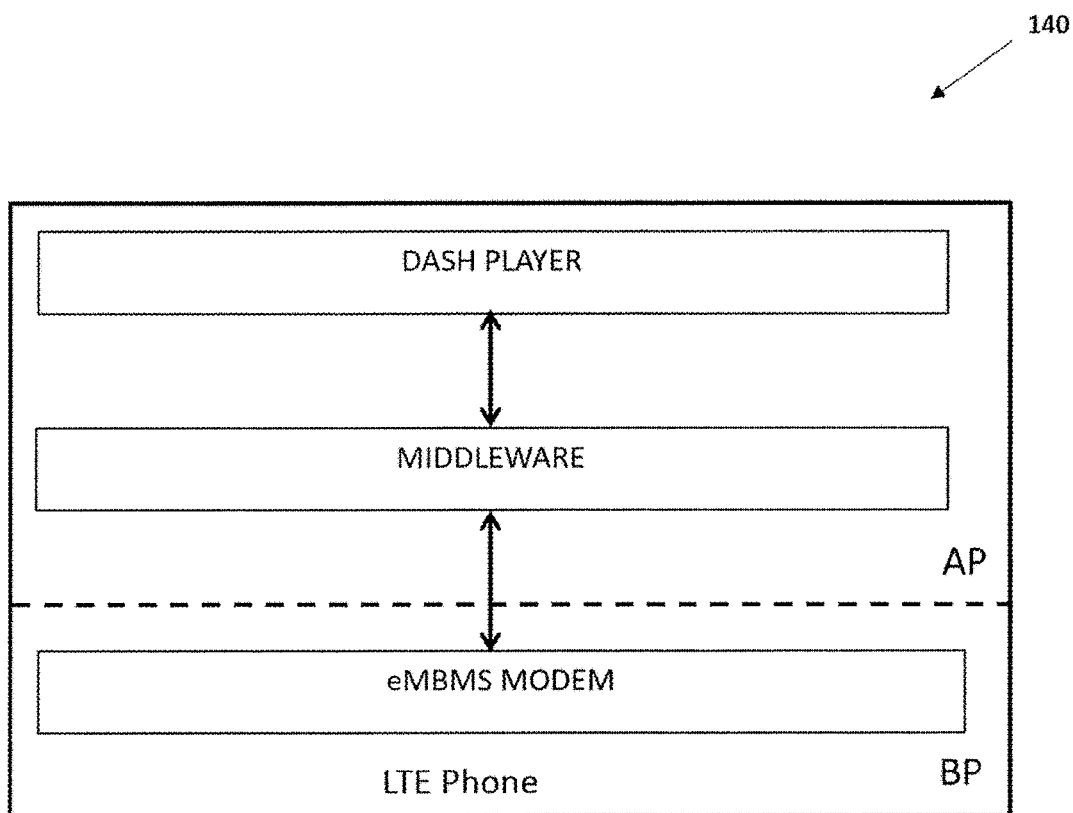 140
DASH PLAYER
MIDDLEWARE
AP
eMBMS MODEM
LTE Phone
BP